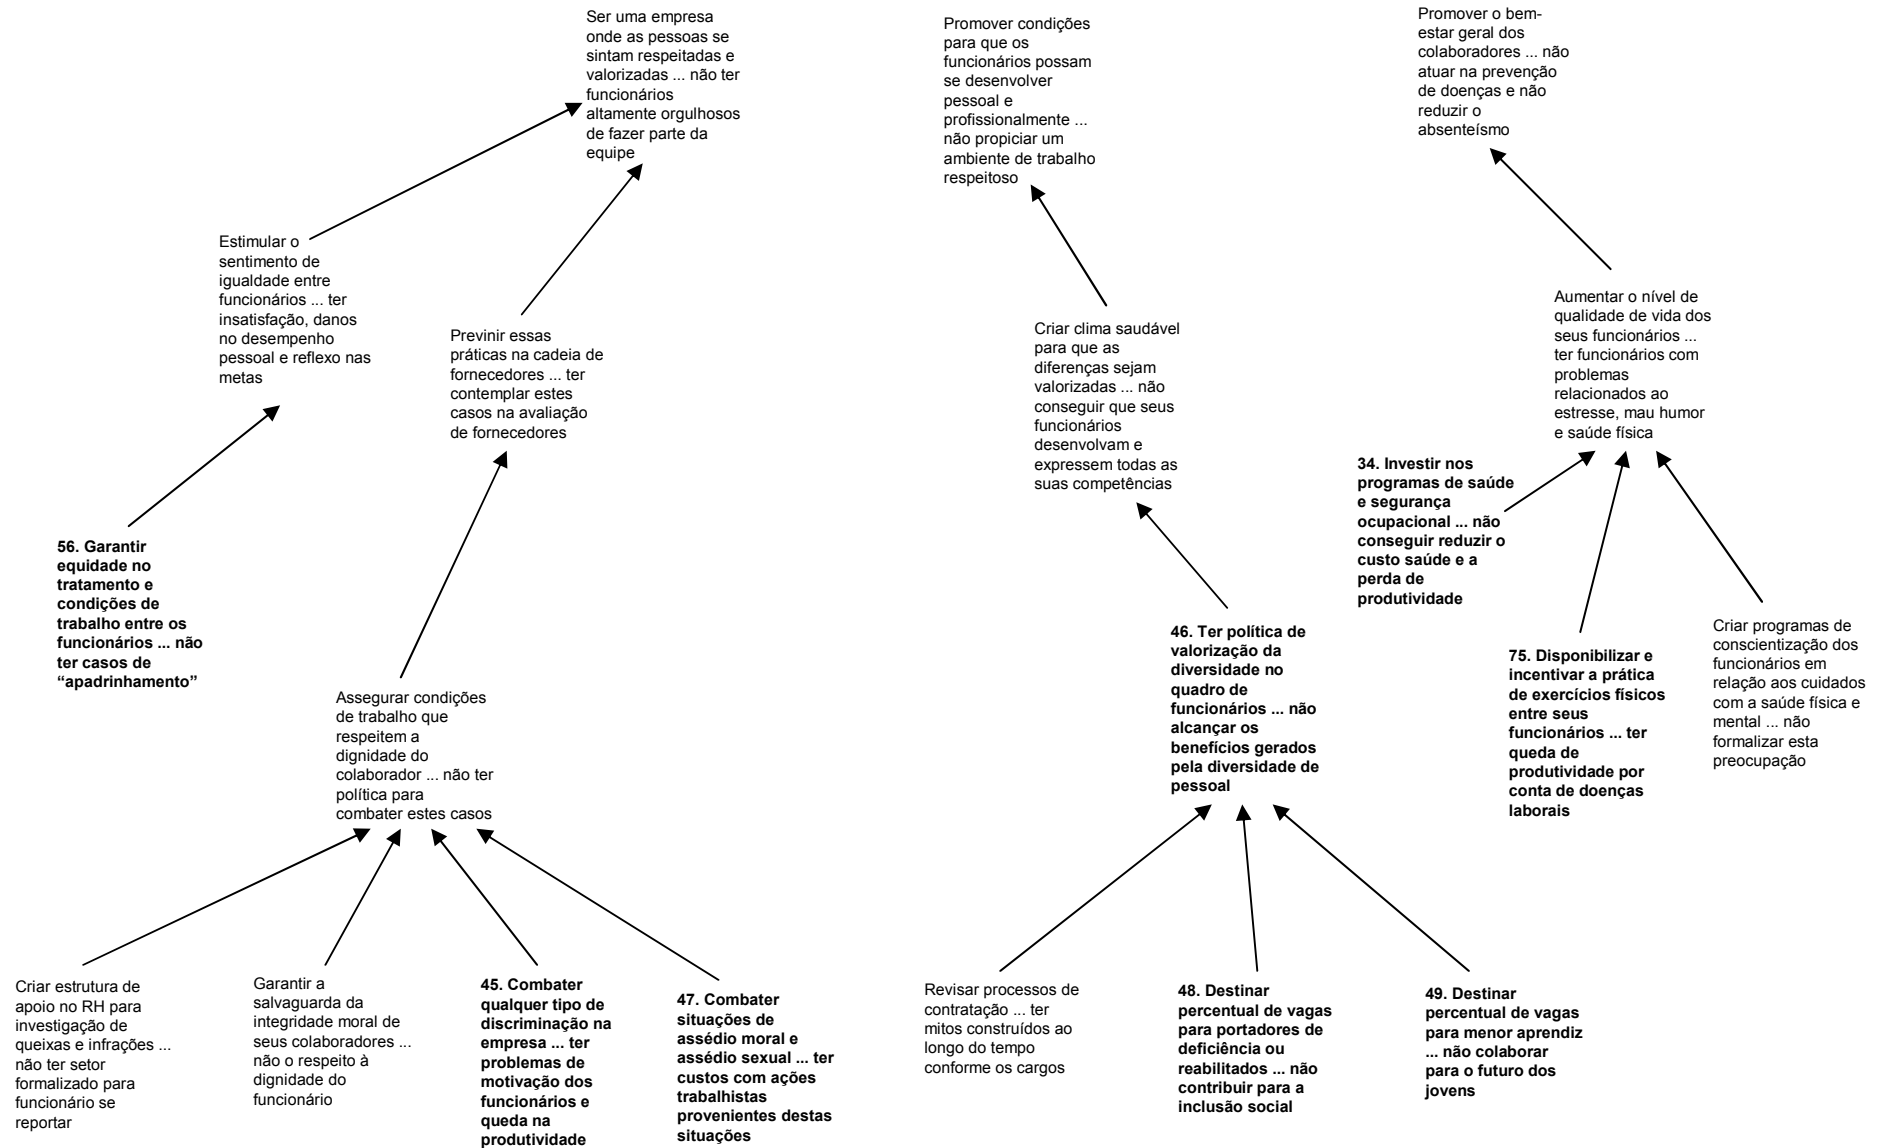 Ser uma empresa
onde as pessoas se
sintam respeitadas e
valorizadas ... não ter
funcionários
altamente orgulhosos
de fazer parte da
equipe
Promover condições
para que os
funcionários possam
se desenvolver
pessoal e
profissionalmente ...
não propiciar um
ambiente de trabalho
respeitoso
Promover o bem-
estar geral dos
colaboradores ... não
atuar na prevenção
de doenças e não
reduzir o
absenteísmo
Estimular o
sentimento de
igualdade entre
funcionários ... ter
insatisfação, danos
no desempenho
pessoal e reflexo nas
metas
Previnir essas
práticas na cadeia de
fornecedores ... ter
contemplar estes
casos na avaliação
de fornecedores
Criar clima saudável
para que as
diferenças sejam
valorizadas ... não
conseguir que seus
funcionários
desenvolvam e
expressem todas as
suas competências
Aumentar o nível de
qualidade de vida dos
seus funcionários ...
ter funcionários com
problemas
relacionados ao
estresse, mau humor
e saúde física
34. Investir nos
programas de saúde
e segurança
ocupacional ... não
conseguir reduzir o
custo saúde e a
perda de
produtividade
56. Garantir
equidade no
tratamento e
condições de
trabalho entre os
funcionários ... não
ter casos de
“apadrinhamento”
Assegurar condições
de trabalho que
respeitem a
dignidade do
colaborador ... não ter
política para
combater estes casos
46. Ter política de
valorização da
diversidade no
quadro de
funcionários ... não
alcançar os
benefícios gerados
pela diversidade de
pessoal
75. Disponibilizar e
incentivar a prática
de exercícios físicos
entre seus
funcionários ... ter
queda de
produtividade por
conta de doenças
laborais
Criar programas de
conscientização dos
funcionários em
relação aos cuidados
com a saúde física e
mental ... não
formalizar esta
preocupação
Criar estrutura de
apoio no RH para
investigação de
queixas e infrações ...
não ter setor
formalizado para
funcionário se
reportar
Garantir a
salvaguarda da
integridade moral de
seus colaboradores ...
não o respeito à
dignidade do
funcionário
45. Combater
qualquer tipo de
discriminação na
empresa ... ter
problemas de
motivação dos
funcionários e
queda na
produtividade
47. Combater
situações de
assédio moral e
assédio sexual ... ter
custos com ações
trabalhistas
provenientes destas
situações
Revisar processos de
contratação ... ter
mitos construídos ao
longo do tempo
conforme os cargos
48. Destinar
percentual de vagas
para portadores de
deficiência ou
reabilitados ... não
contribuir para a
inclusão social
49. Destinar
percentual de vagas
para menor aprendiz
... não colaborar
para o futuro dos
jovens